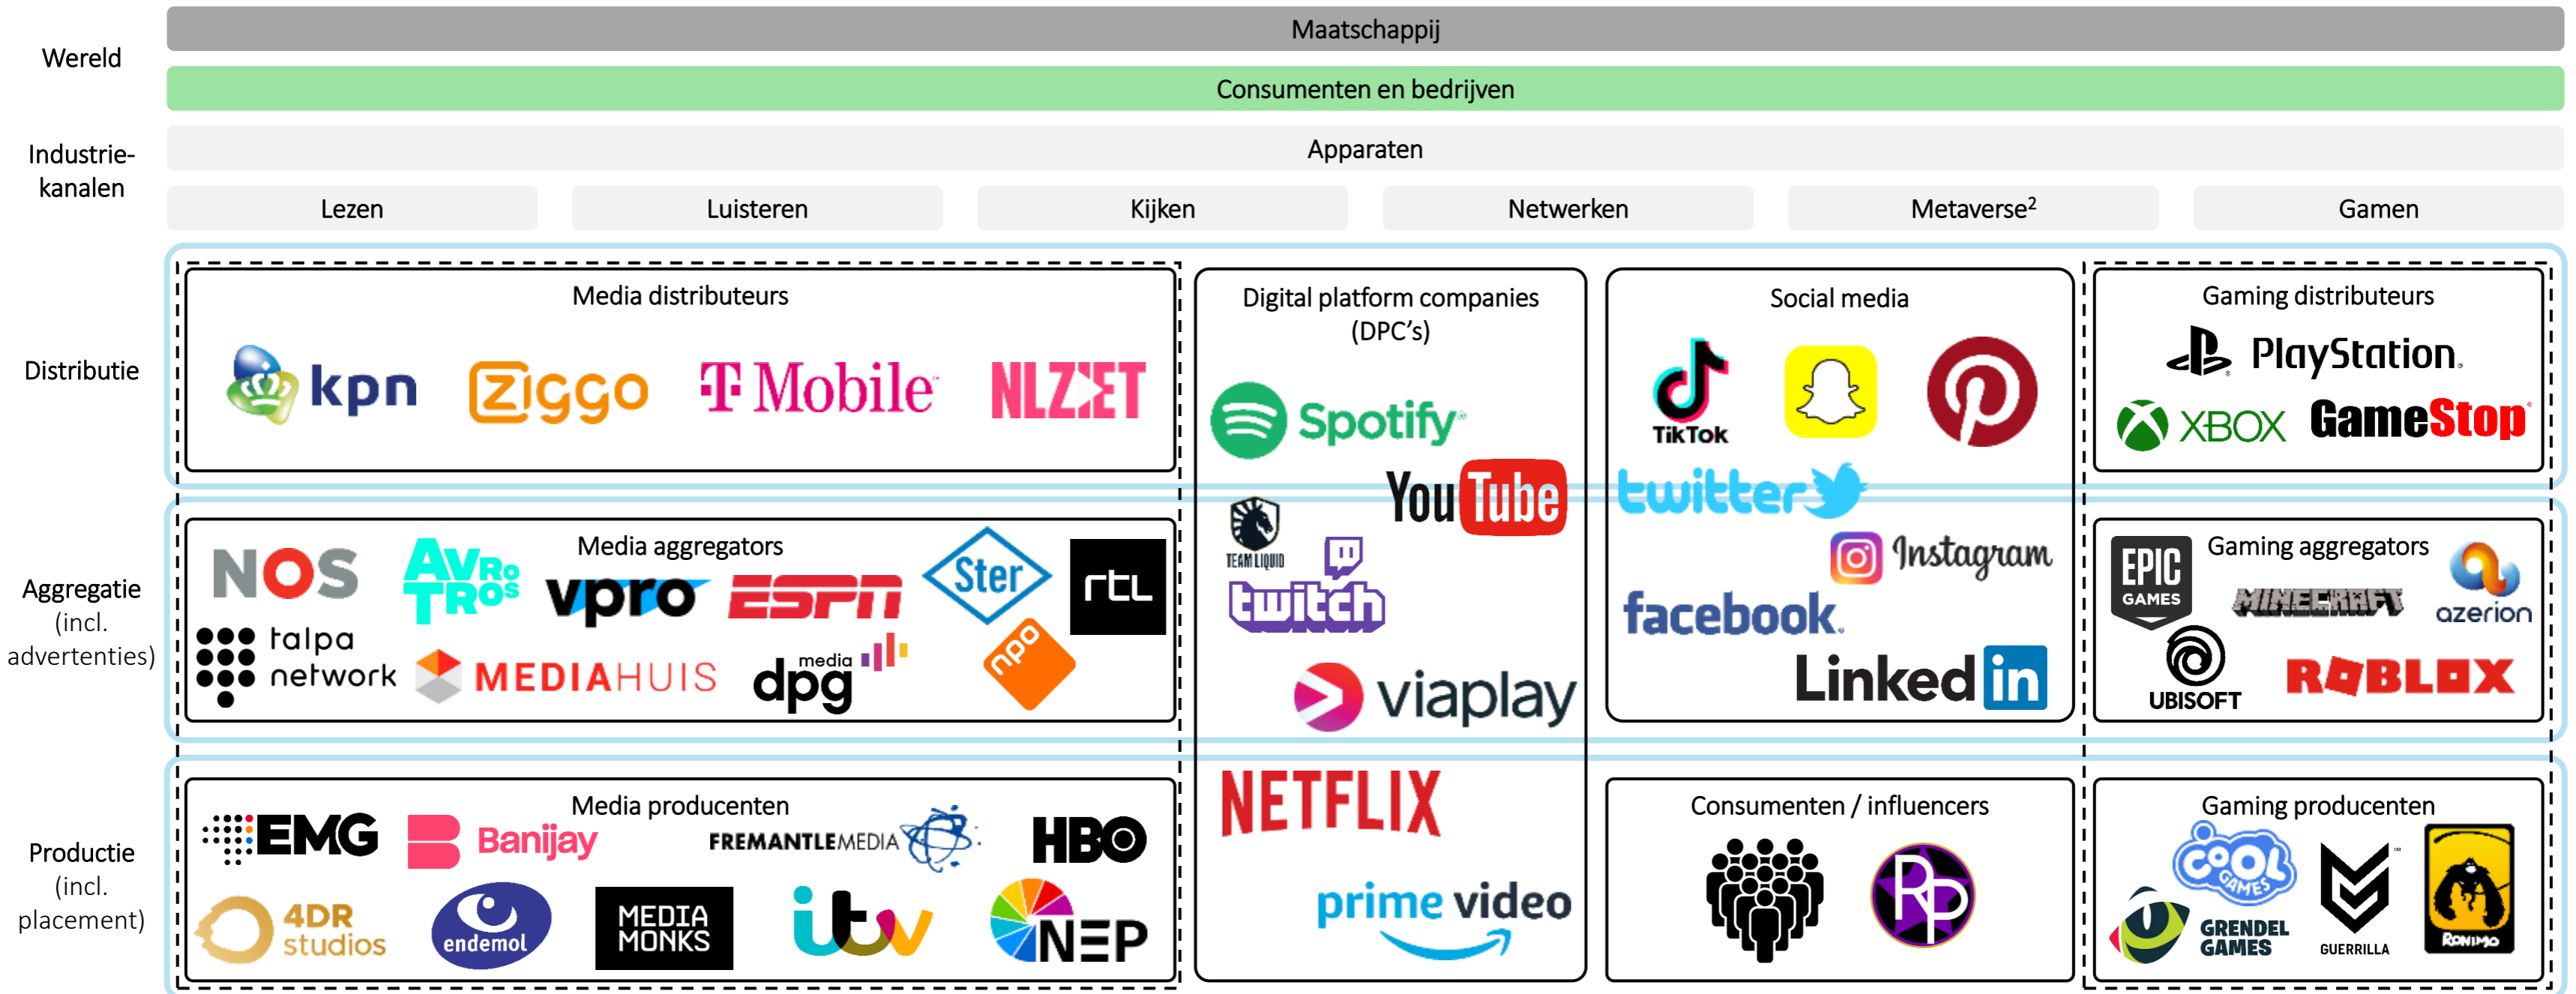 Wereld
Maatschappij
Consumenten en bedrijven
Industrie-
kanalen
Apparaten
Lezen
Luisteren
Kijken
Netwerken
Metaverse²
Gamen
Distributie
Media distributeurs
kpn
ziggo
T Mobile
NLZIET
Digital platform companies
(DPC's)
Spotify
YouTube
TEAM LIQUID
twitch
viaplay
NETFLIX
prime video
Social media
TikTok
twitter
Instagram
facebook.
Linked in
Gaming distributeurs
PlayStation
XBOX
GameStop
Aggregatie
(incl.
advertenties)
Media aggregators
NOS
AVRO
TROS
vpro
ESPN
Ster
rtl
talpa
network
MEDIAHUIS
media
dpg
npo
Gaming aggregators
EPIC
GAMES
MINECRAFT
azerion
UBISOFT
ROBLOX
Productie
(incl.
placement)
Media producenten
EMG
Banijay
FREMANTLEMEDIA
HBO
4DR
studios
endemol
MEDIA
MONKS
itv
NEP
Consumenten / influencers
RP
Gaming producenten
COOL
GAMES
GRENDEL
GAMES
GUERRILLA
RONIMO